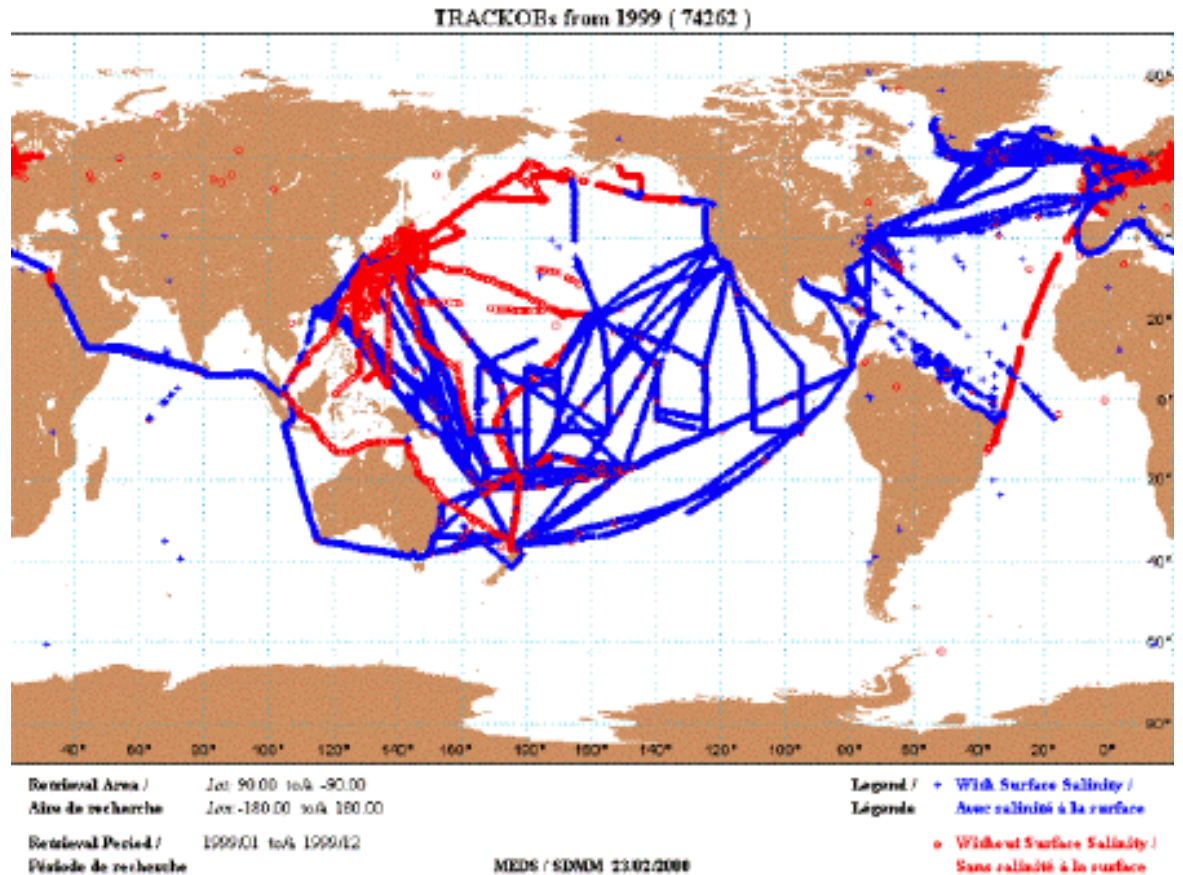 TRACKOBs from 1999 ( 74262 )
80°
60°
20°
0°
20°
40°
60°
80°
40° 60° 80° 100° 120° 140° 160° 180° 160° 140° 120° 100° 80° 60° 40° 20° 0°
Retrieval Area / Lat: 90.00 to/à -90.00
Aire de recherche Lon: -180.00 to/à 180.00
Retrieval Period / 1999/01 to/à 1999/12
Période de recherche
MEDS / SDMM 23/02/2000
Legend / + With Surface Salinity /
Légende Avec salinité à la surface
o Without Surface Salinity /
Sans salinité à la surface